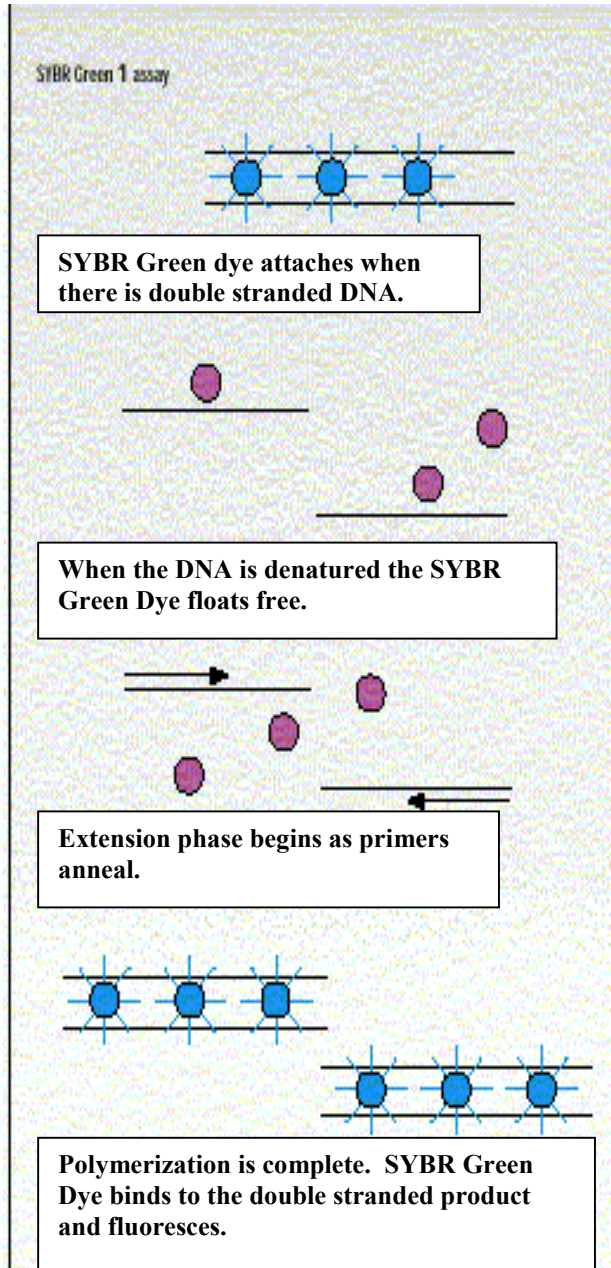 SYBR Green 1 assay
SYBR Green dye attaches when
there is double stranded DNA.
When the DNA is denatured the SYBR
Green Dye floats free.
Extension phase begins as primers
anneal.
Polymerization is complete.  SYBR Green
Dye binds to the double stranded product
and fluoresces.